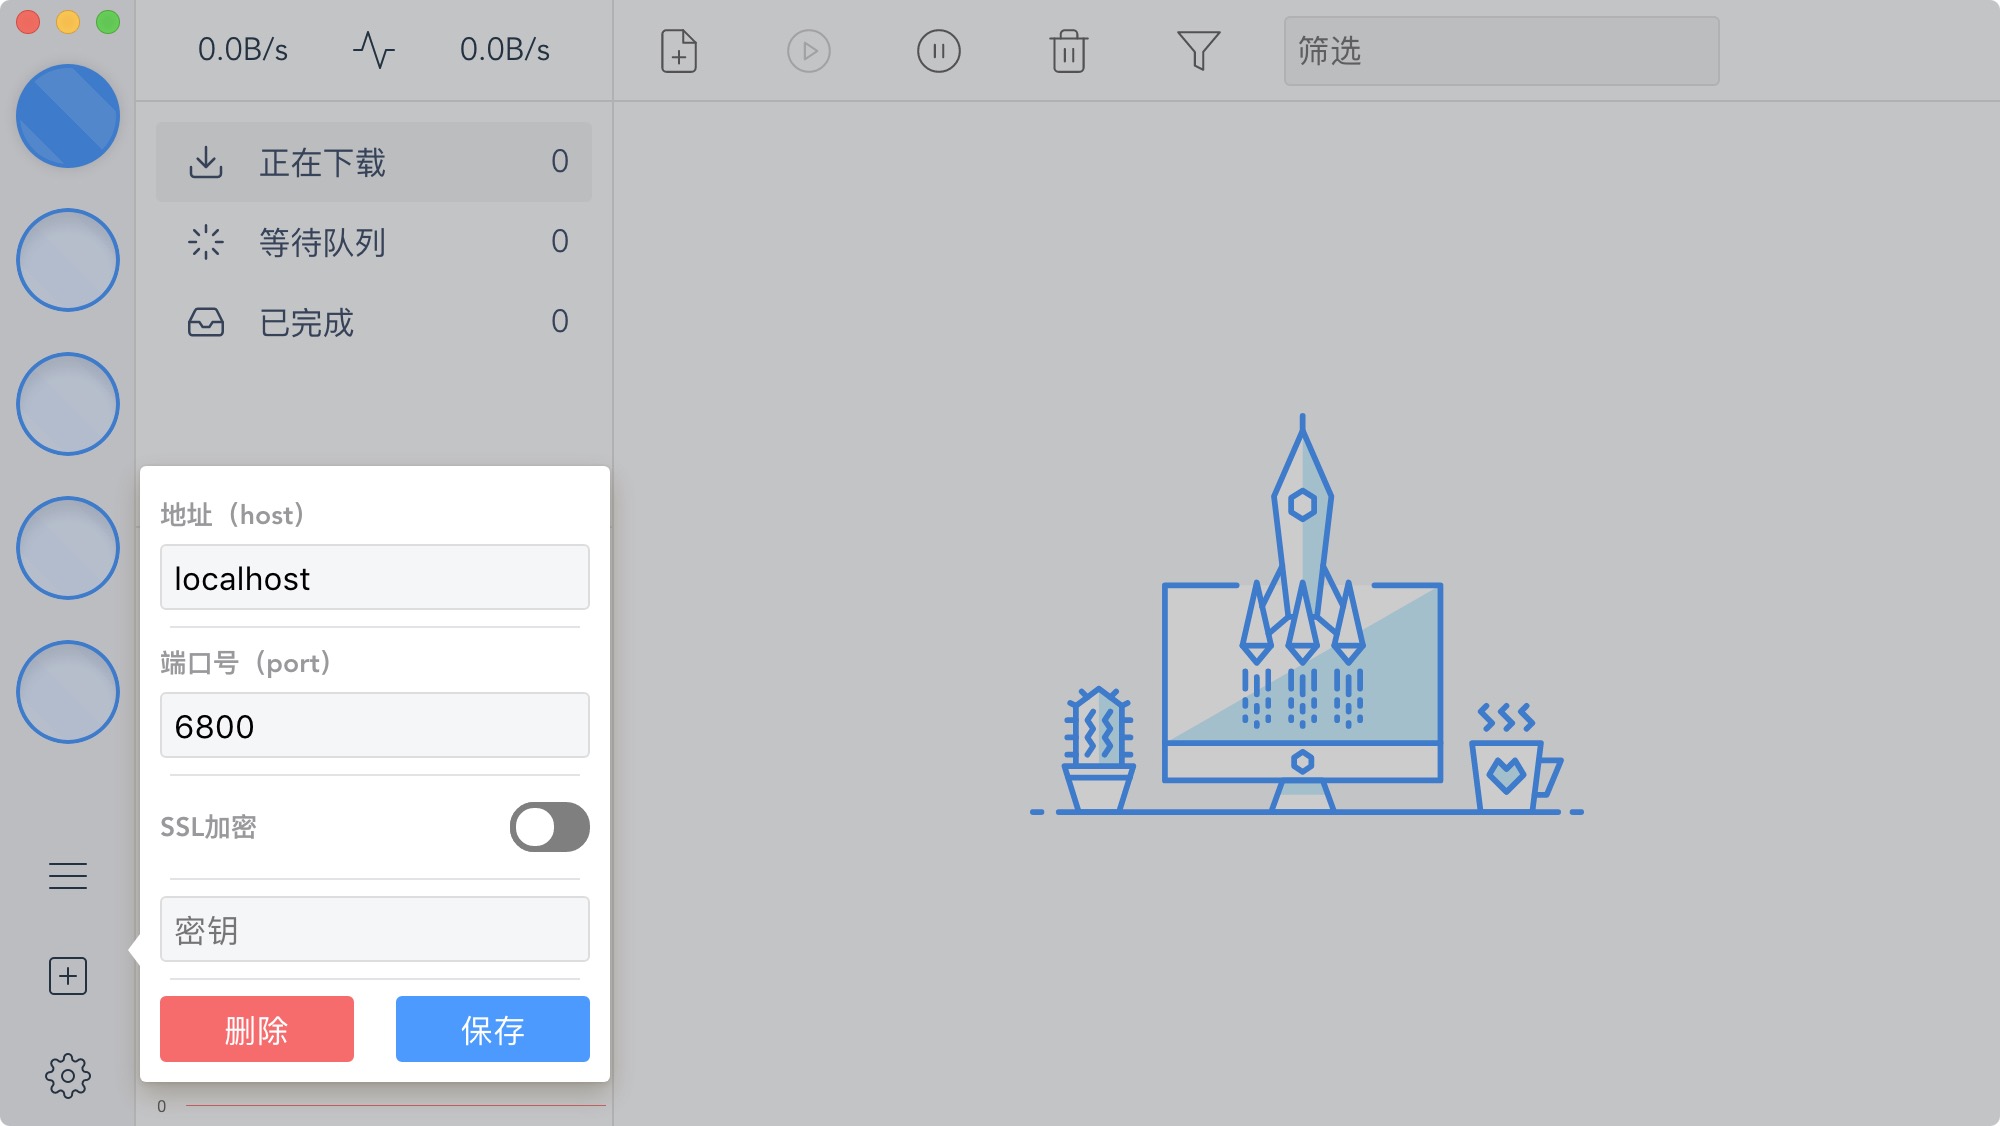 0.0B/s 0.0B/s
筛选
正在下载 0
等待队列 0
已完成 0
地址（host）
localhost
端口号（port）
6800
SSL加密
密钥
删除 保存
0